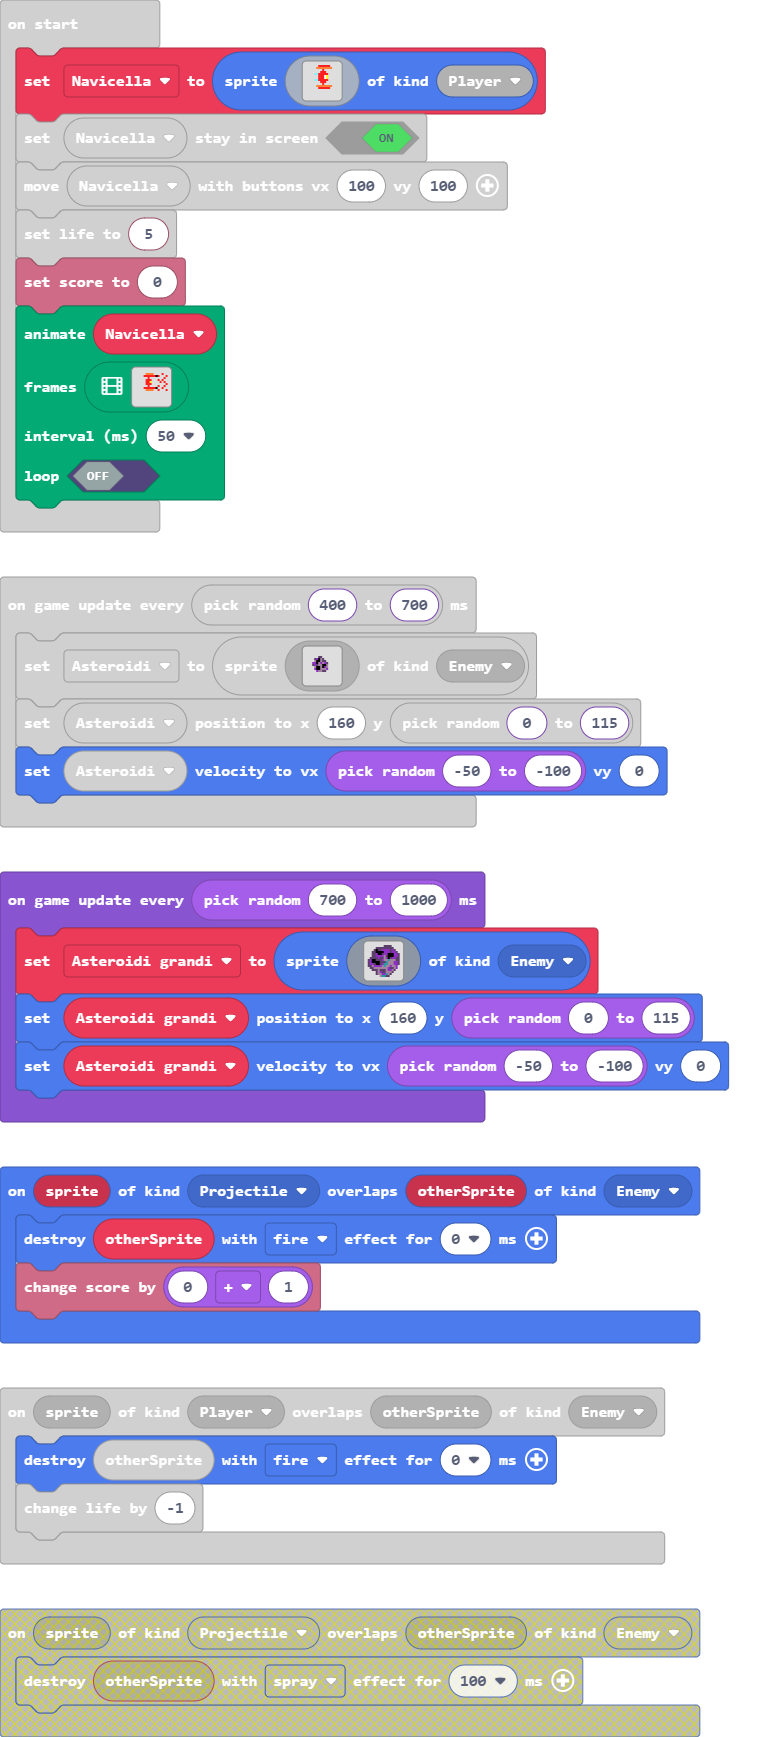 on start
set Navicella to sprite of kind Player
set Navicella stay in screen ON
move Navicella with buttons vx 100 vy 100
set life to 5
set score to 0
animate Navicella
frames
interval (ms) 50
loop OFF
on game update every pick random 400 to 700 ms
set Asteroidi to sprite of kind Enemy
set Asteroidi position to x 160 y pick random 0 to 115
set Asteroidi velocity to vx pick random -50 to -100 vy 0
on game update every pick random 700 to 1000 ms
set Asteroidi grandi to sprite of kind Enemy
set Asteroidi grandi position to x 160 y pick random 0 to 115
set Asteroidi grandi velocity to vx pick random -50 to -100 vy 0
on sprite of kind Projectile overlaps otherSprite of kind Enemy
destroy otherSprite with fire effect for 0 ms
change score by 0 + 1
on sprite of kind Player overlaps otherSprite of kind Enemy
destroy otherSprite with fire effect for 0 ms
change life by -1
on sprite of kind Projectile overlaps otherSprite of kind Enemy
destroy otherSprite with spray effect for 100 ms